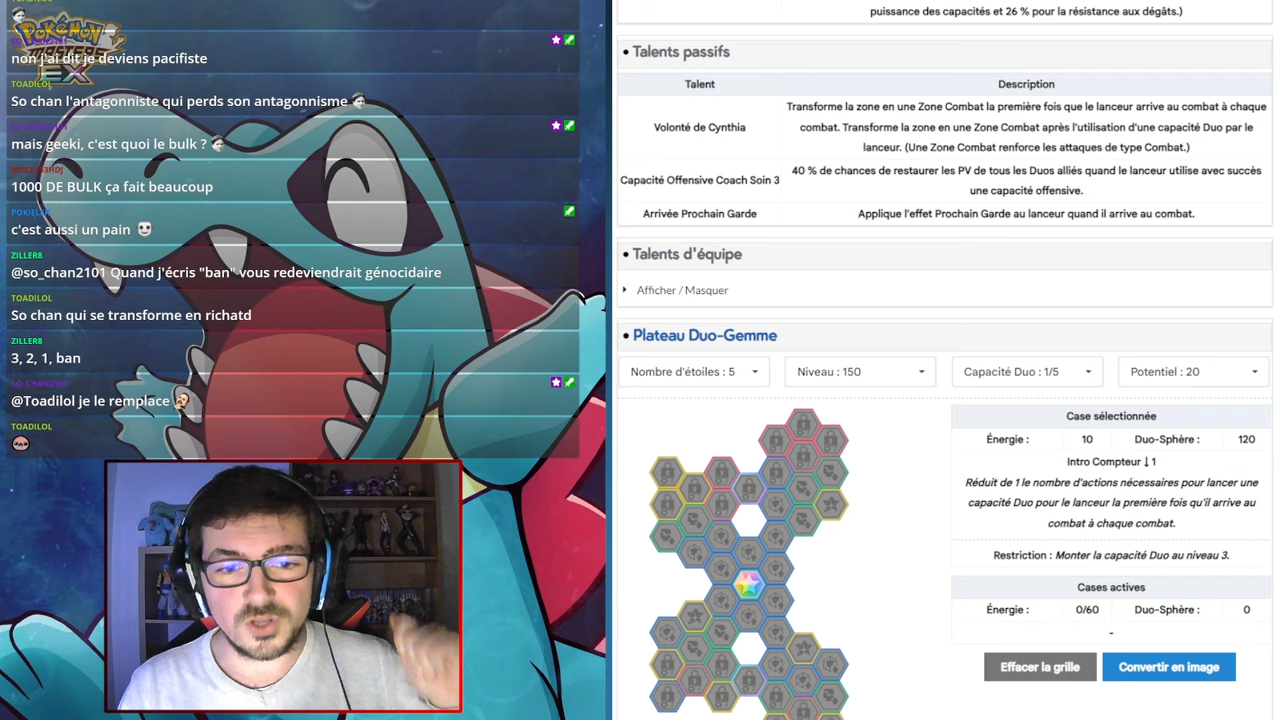 POKÉMON
MASTERS
EX
non j'ai dit je deviens pacifiste
TOADILOL
So chan l'antagoniste qui perds son antagonisme
mais geeki, c'est quoi le bulk ?
1000 DE BULK ça fait beaucoup
c'est aussi un pain
ZILLER8
@so_chan2101 Quand j'écris "ban" vous redeviendrait génocidaire
TOADILOL
So chan qui se transforme en richatd
ZILLER8
3, 2, 1, ban
SO_CHAN2101
@Toadilol je le remplace
TOADILOL
puissance des capacités et 26 % pour la résistance aux dégâts.)
• Talents passifs
Talent Description
Volonté de Cynthia
Transforme la zone en une Zone Combat la première fois que le lanceur arrive au combat à chaque
combat. Transforme la zone en une Zone Combat après l'utilisation d'une capacité Duo par le
lanceur. (Une Zone Combat renforce les attaques de type Combat.)
Capacité Offensive Coach Soin 3
40 % de chances de restaurer les PV de tous les Duos alliés quand le lanceur utilise avec succès
une capacité offensive.
Arrivée Prochain Garde Applique l'effet Prochain Garde au lanceur quand il arrive au combat.
• Talents d'équipe
Afficher / Masquer
• Plateau Duo-Gemme
Nombre d'étoiles : 5 Niveau : 150 Capacité Duo : 1/5 Potentiel : 20
Case sélectionnée
Énergie : 10 Duo-Sphère : 120
Intro Compteur ↓ 1
Réduit de 1 le nombre d'actions nécessaires pour lancer une
capacité Duo pour le lanceur la première fois qu'il arrive au
combat à chaque combat.
Restriction : Monter la capacité Duo au niveau 3.
Cases actives
Énergie : 0/60 Duo-Sphère : 0
-
Effacer la grille Convertir en image